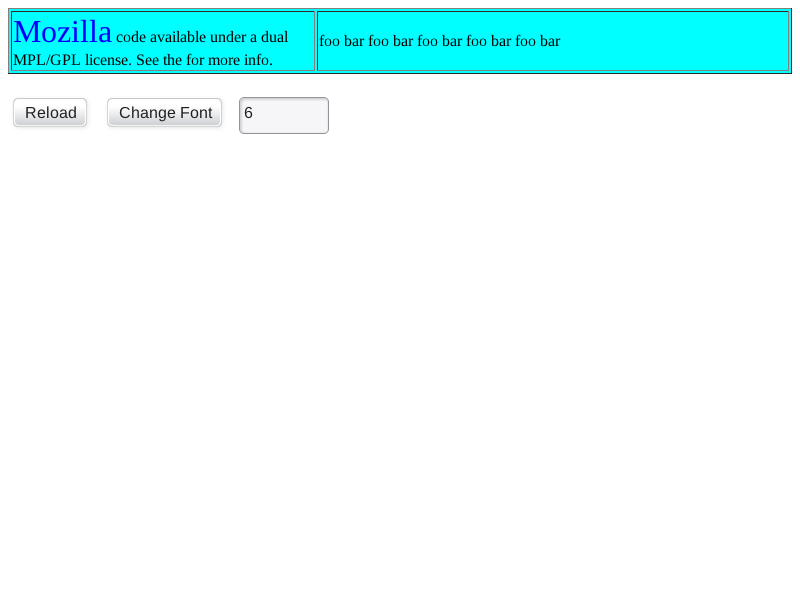 Mozilla code available under a dual
MPL/GPL license. See the for more info.
foo bar foo bar foo bar foo bar foo bar
Reload
Change Font
6